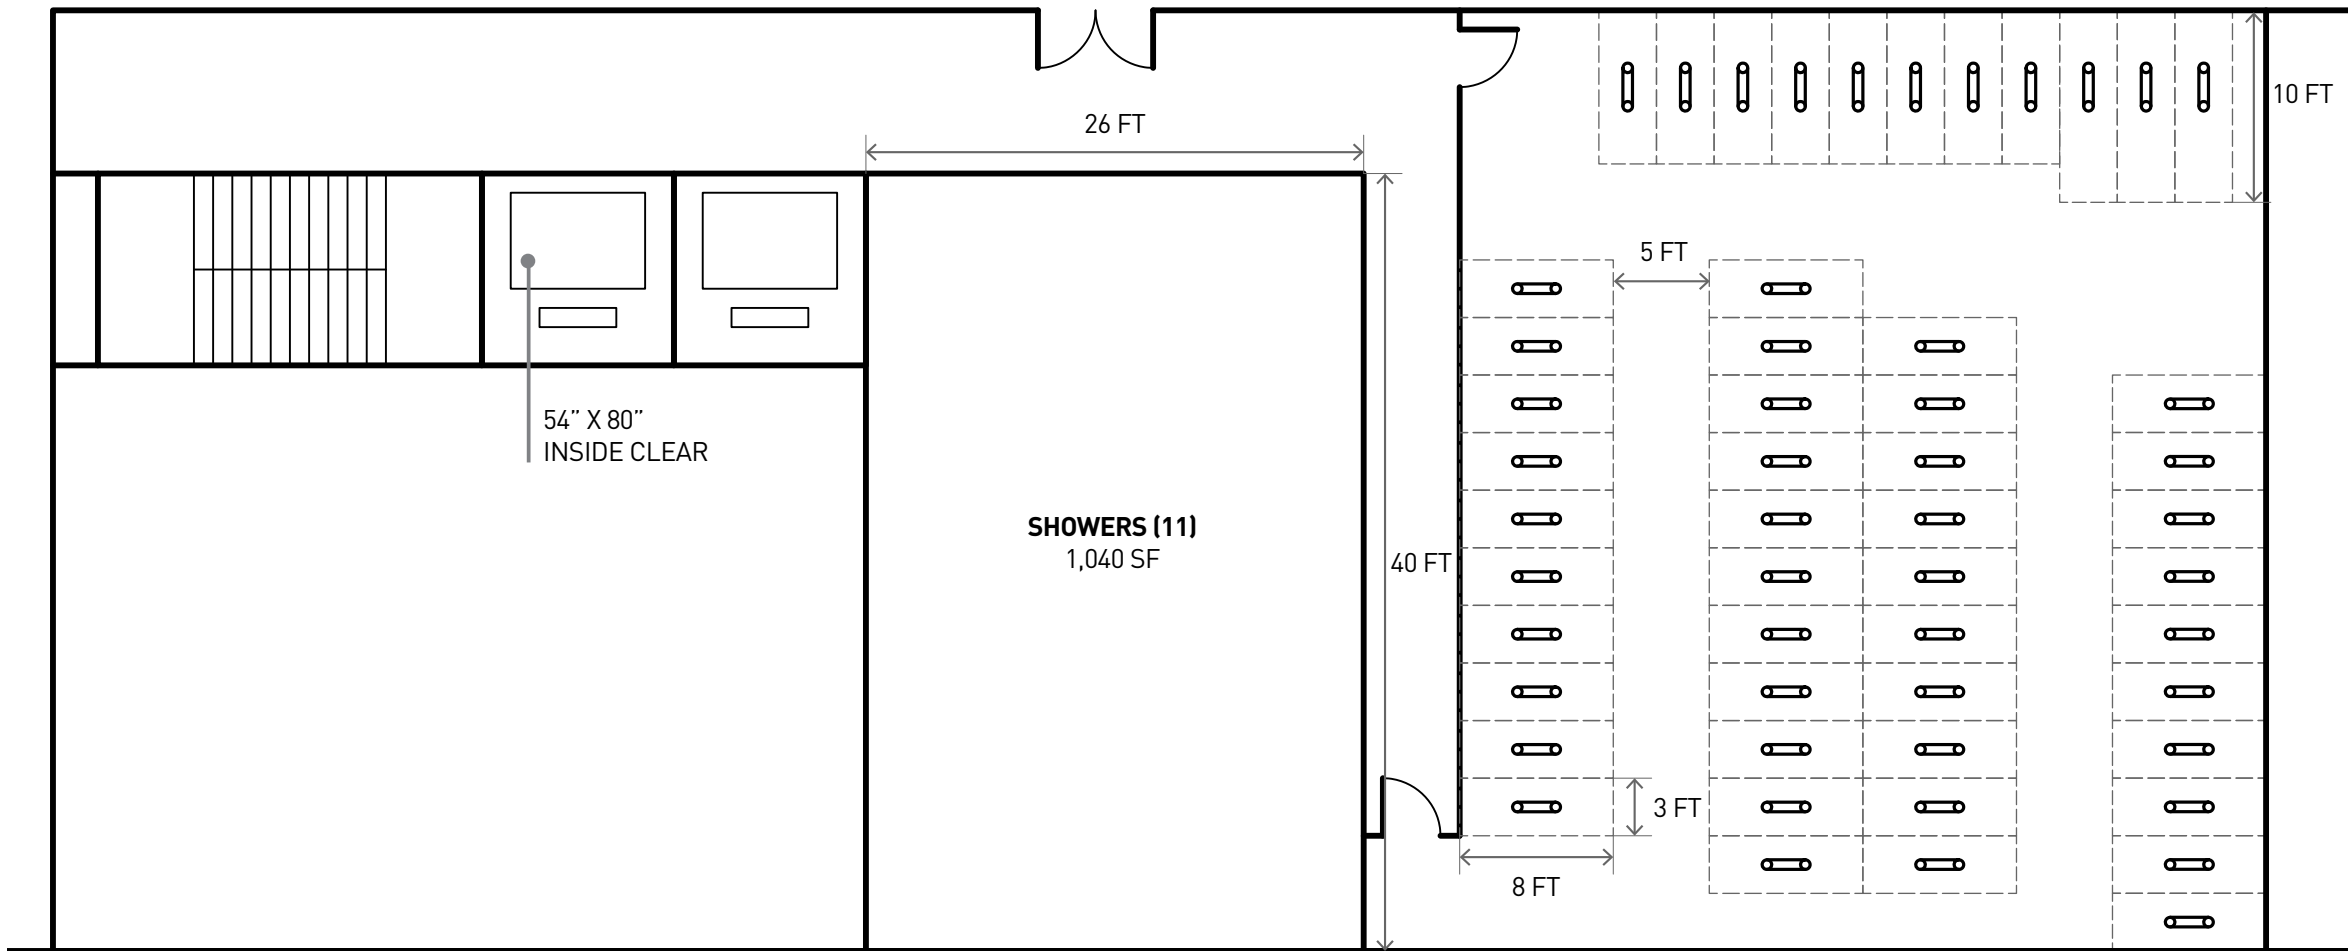 26 FT
10 FT
5 FT
54” X 80”
INSIDE CLEAR
SHOWERS (11)
1,040 SF
40 FT
3 FT
8 FT